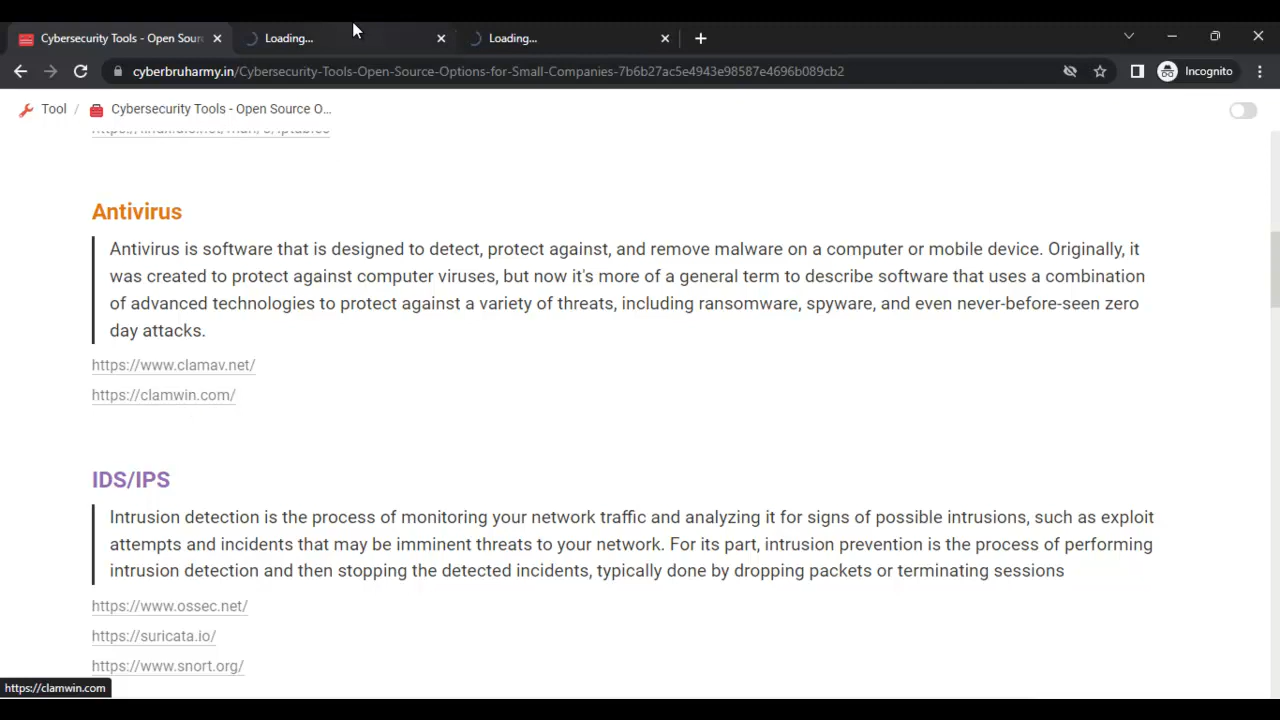 Cybersecurity Tools - Open Sour
Loading...
Loading...
cyberbruharmy.in/Cybersecurity-Tools-Open-Source-Options-for-Small-Companies-7b6b27ac5e4943e98587e4696b089cb2
Incognito
Tool / Cybersecurity Tools - Open Source O...
Antivirus
Antivirus is software that is designed to detect, protect against, and remove malware on a computer or mobile device. Originally, it
was created to protect against computer viruses, but now it's more of a general term to describe software that uses a combination
of advanced technologies to protect against a variety of threats, including ransomware, spyware, and even never-before-seen zero
day attacks.
https://www.clamav.net/
https://clamwin.com/
IDS/IPS
Intrusion detection is the process of monitoring your network traffic and analyzing it for signs of possible intrusions, such as exploit
attempts and incidents that may be imminent threats to your network. For its part, intrusion prevention is the process of performing
intrusion detection and then stopping the detected incidents, typically done by dropping packets or terminating sessions
https://www.ossec.net/
https://suricata.io/
https://www.snort.org/
https://clamwin.com